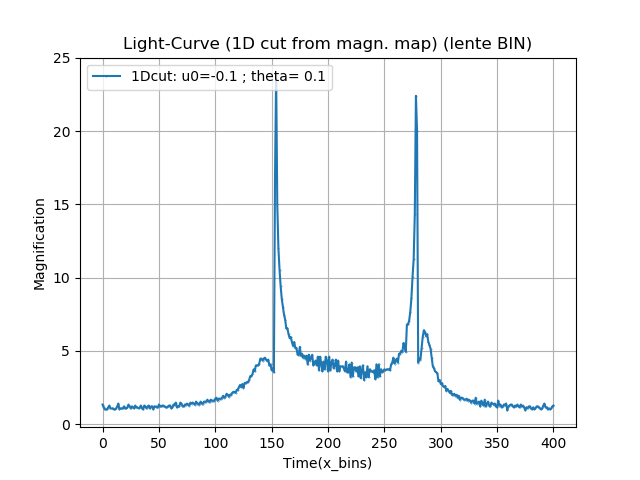 Light-Curve (1D cut from magn. map) (lente BIN)
1Dcut: u0=-0.1 ; theta= 0.1
Magnification
25
20
15
10
5
0
0 50 100 150 200 250 300 350 400
Time(x_bins)